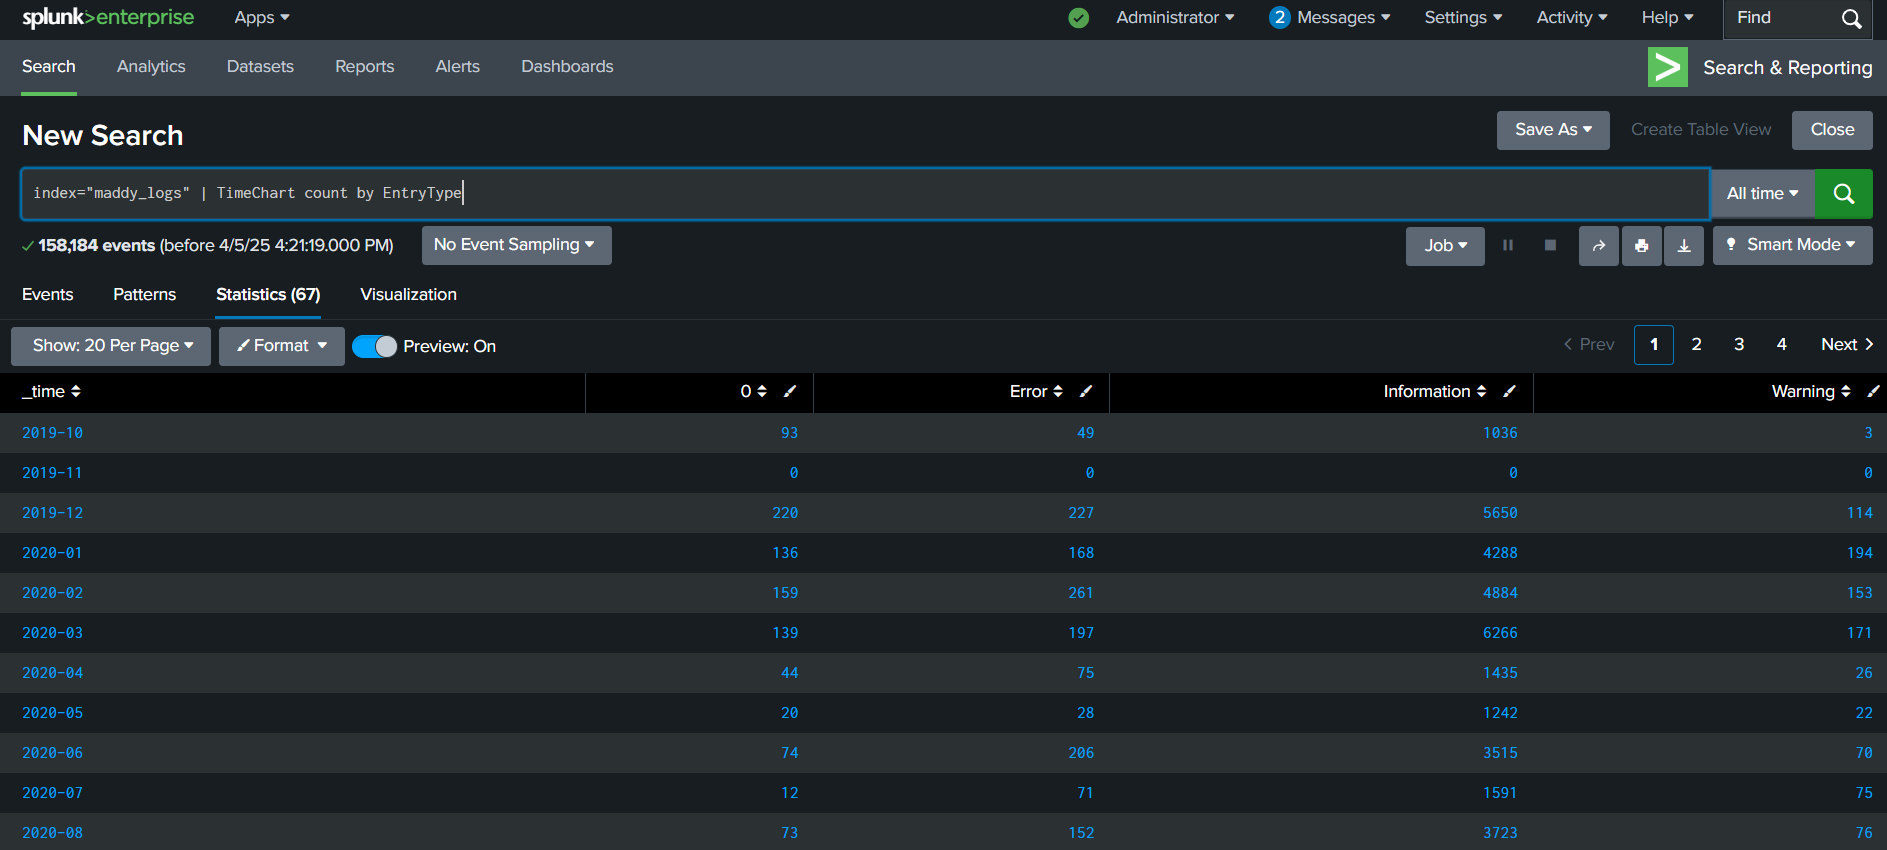 splunk>enterprise Apps Administrator 2 Messages Settings Activity Help Find
Search Analytics Datasets Reports Alerts Dashboards Search & Reporting
New Search Save As Create Table View Close
index="maddy_logs" | TimeChart count by EntryType All time
158,184 events (before 4/5/25 4:21:19.000 PM) No Event Sampling Job Smart Mode
Events Patterns Statistics (67) Visualization
Show: 20 Per Page Format Preview: On Prev 1 2 3 4 Next
_time 0 Error Information Warning
2019-10 93 49 1036 3
2019-11 0 0 0 0
2019-12 220 227 5650 114
2020-01 136 168 4288 194
2020-02 159 261 4884 153
2020-03 139 197 6266 171
2020-04 44 75 1435 26
2020-05 20 28 1242 22
2020-06 74 206 3515 70
2020-07 12 71 1591 75
2020-08 73 152 3723 76